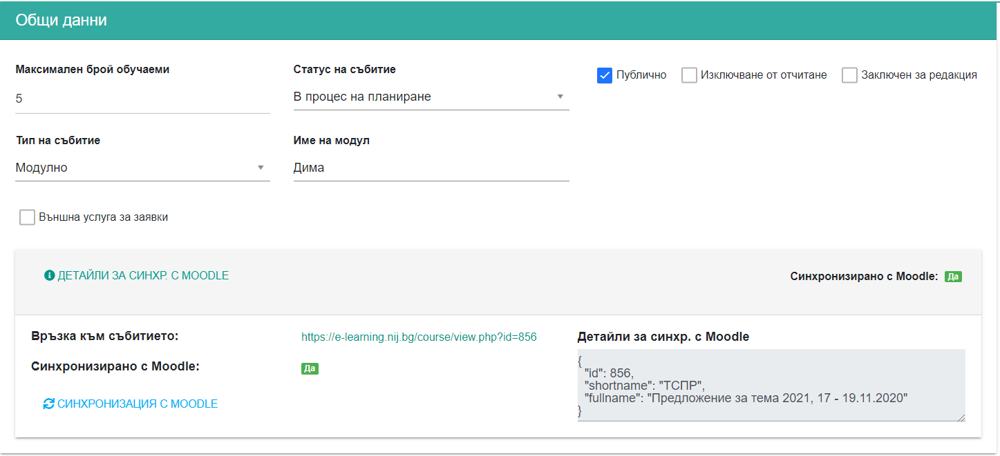 Общи данни
Максимален брой обучаеми
5
Статус на събитие
В процес на планиране
Публично
Изключване от отчитане
Заключен за редакция
Тип на събитие
Модулно
Име на модул
Дима
Външна услуга за заявки
ДЕТАЙЛИ ЗА СИНХР. С MOODLE
Синхронизирано с Moodle: Да
Връзка към събитието:
https://e-learning.nij.bg/course/view.php?id=856
Синхронизирано с Moodle:
Да
СИНХРОНИЗАЦИЯ С MOODLE
Детайли за синхр. с Moodle
{
"id": 856,
"shortname": "ТСПР",
"fullname": "Предложение за тема 2021, 17 - 19.11.2020"
}